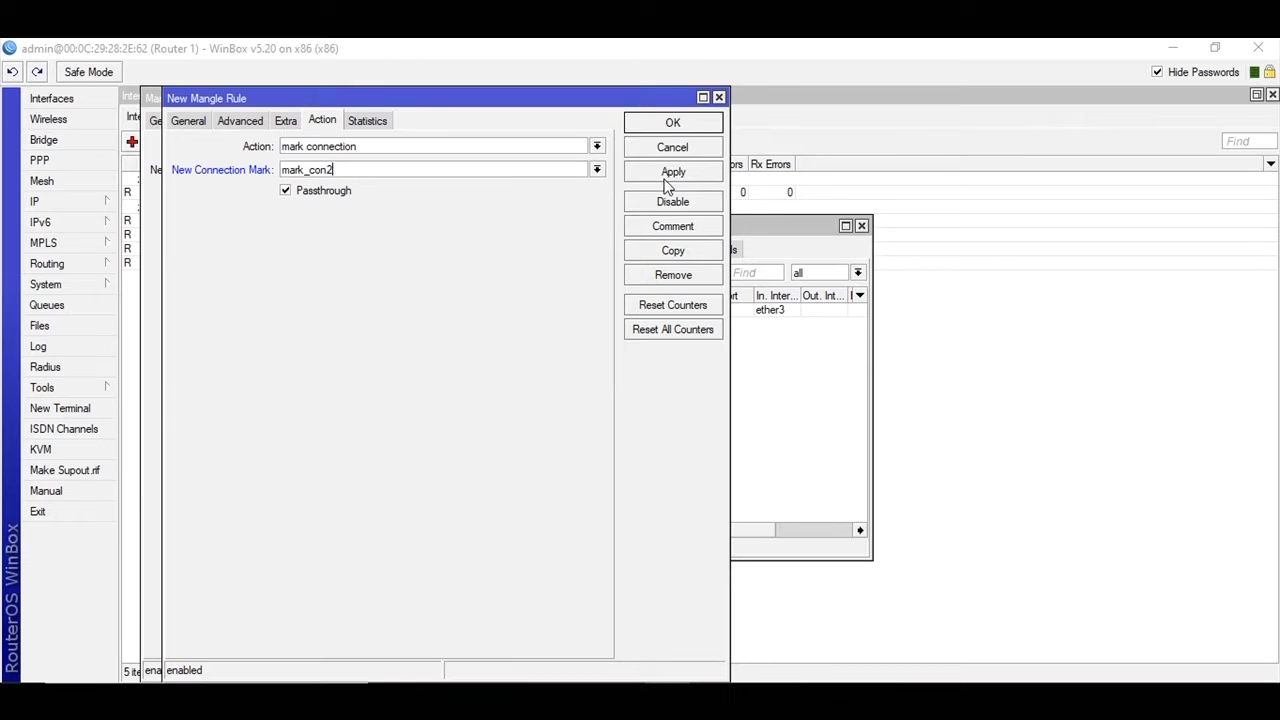 admin@00:0C:29:28:2E:62 (Router 1) - WinBox v5.20 on x86 (x86)
Safe Mode
Hide Passwords
Interfaces
Wireless
Bridge
PPP
Mesh
IP
IPv6
MPLS
Routing
System
Queues
Files
Log
Radius
Tools
New Terminal
ISDN Channels
KVM
Make Supout.rif
Manual
Exit
RouterOS WinBox
New Mangle Rule
General Advanced Extra Action Statistics
Action: mark connection
New Connection Mark: mark_con2
Passthrough
OK
Cancel
Apply
Disable
Comment
Copy
Remove
Reset Counters
Reset All Counters
enabled
Find
Rx Errors
R 0 0
R
R
R
R
Find all
In. Inter... Out. Int...
ether3